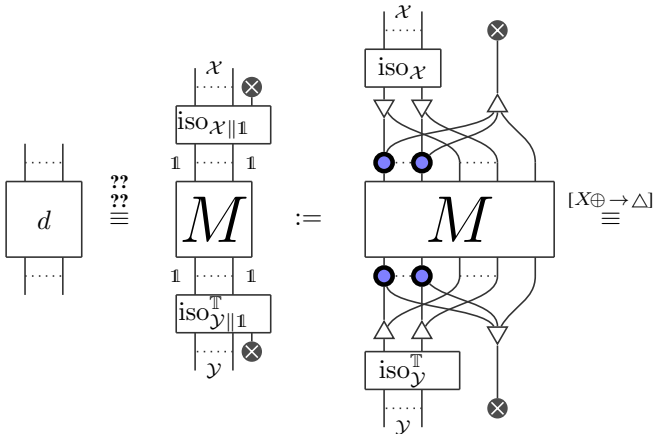 𝒳
𝒳
iso𝒳
iso𝒳∥𝟙
𝟙 𝟙
d
??
??
≡
M
:=
M
[X⊕→△]
≡
𝟙 𝟙
iso𝕋𝒴∥𝟙
iso𝕋𝒴
𝒴
𝒴